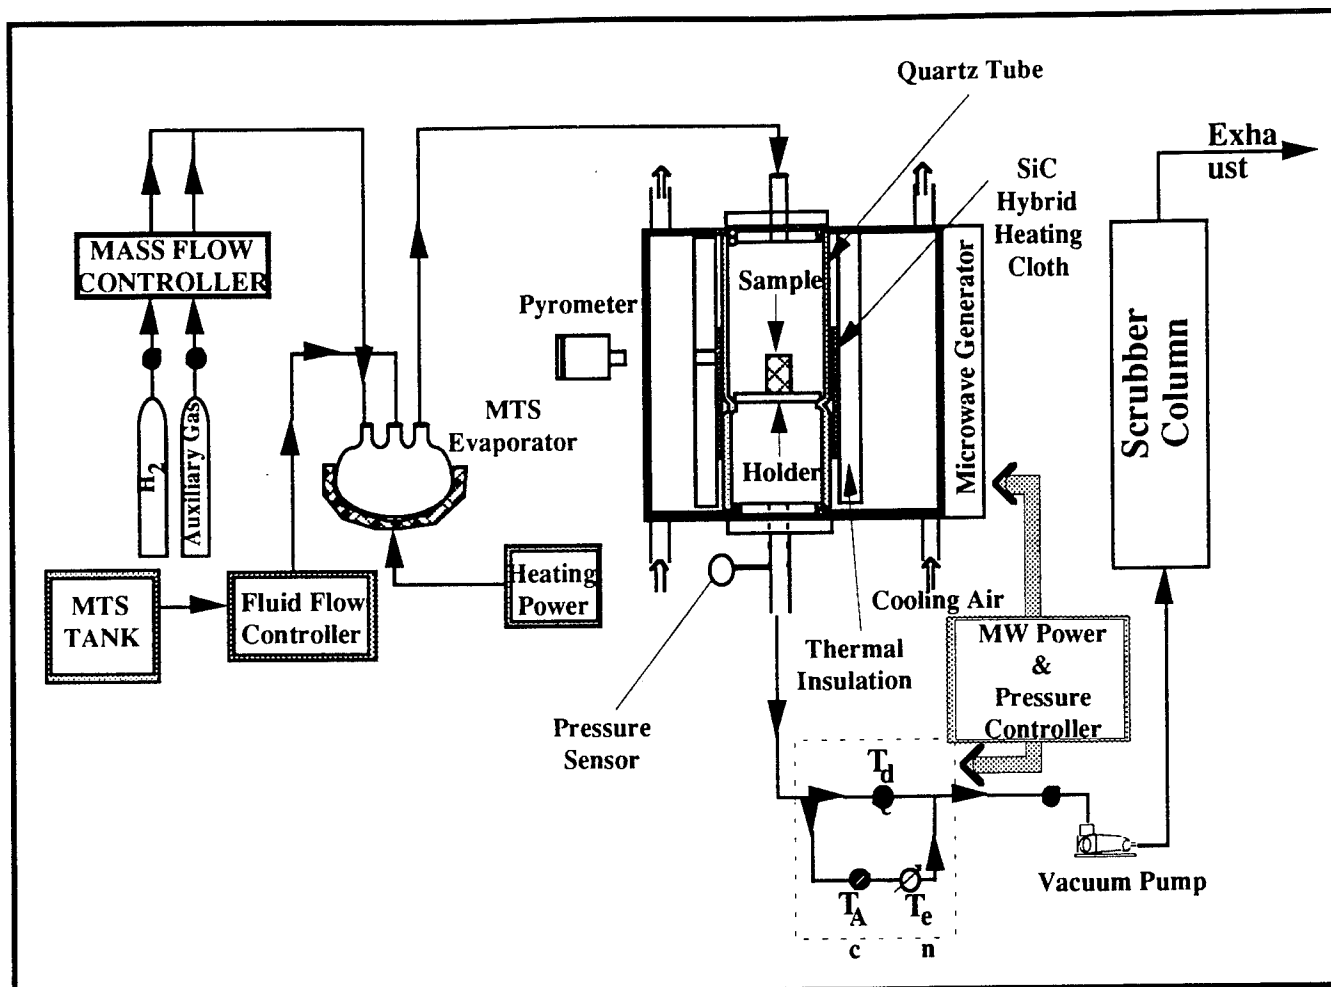 Quartz Tube
Exha
ust
SiC
Hybrid
Heating
Cloth
MASS FLOW
CONTROLLER
Sample
Pyrometer
Microwave Generator
Scrubber
Column
MTS
Evaporator
H2
Auxiliary Gas
Holder
MTS
TANK
Fluid Flow
Controller
Heating
Power
Cooling Air
MW Power
&
Pressure
Controller
Thermal
Insulation
Pressure
Sensor
Td
TA
c
Te
n
Vacuum Pump